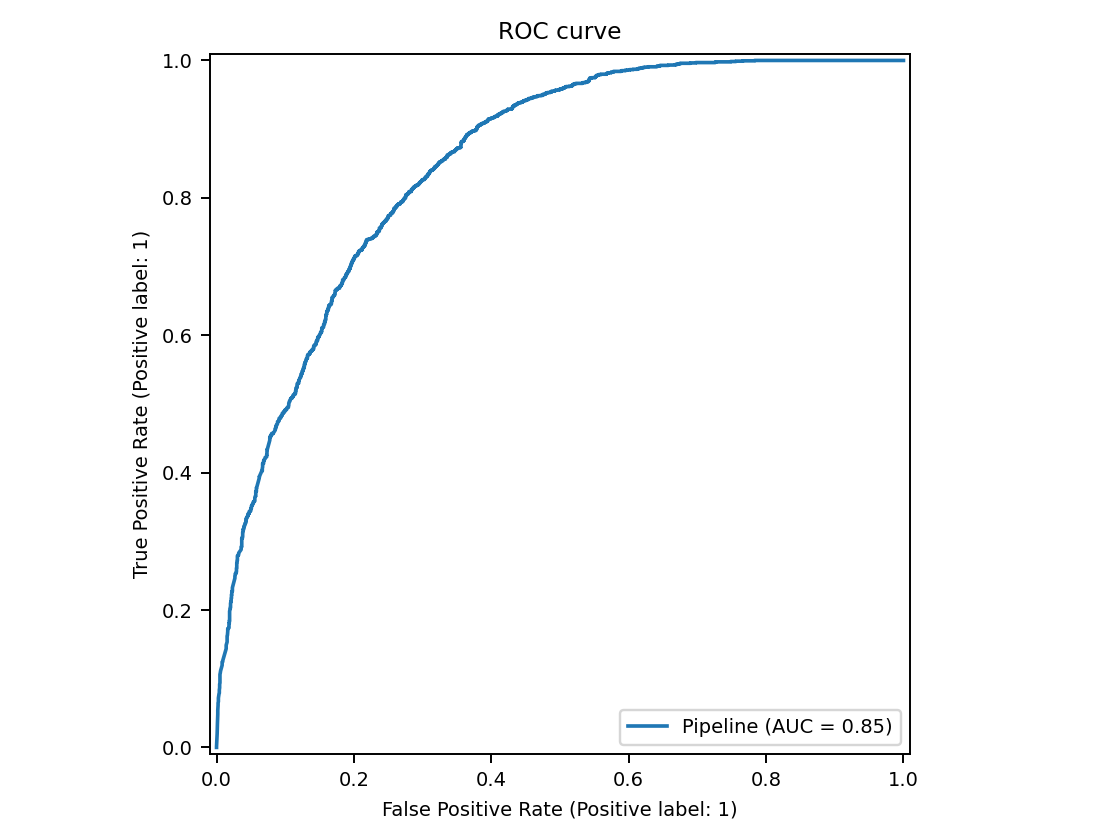 ROC curve
1.0
0.8
0.6
0.4
0.2
0.0
True Positive Rate (Positive label: 1)
Pipeline (AUC = 0.85)
0.0 0.2 0.4 0.6 0.8 1.0
False Positive Rate (Positive label: 1)